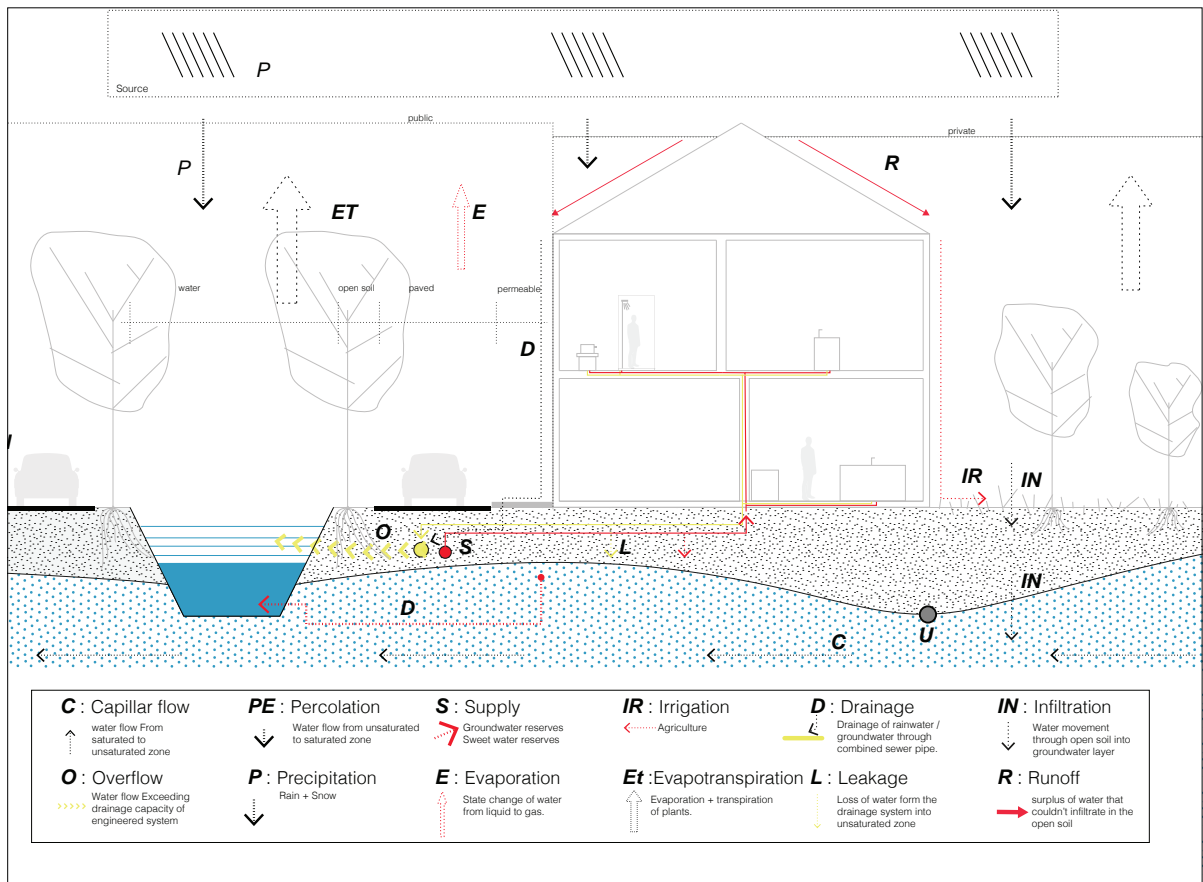 P
Source
public
private
P
R
ET
E
water
open soil
paved
permeable
D
IR
IN
O
S
L
IN
D
U
C
C : Capillar flow
water flow From
saturated to
unsaturated zone
PE : Percolation
Water flow from unsaturated
to saturated zone
S : Supply
Groundwater reserves
Sweet water reserves
IR : Irrigation
Agriculture
D : Drainage
Drainage of rainwater /
groundwater through
combined sewer pipe.
IN : Infiltration
Water movement
through open soil into
groundwater layer
O : Overflow
Water flow Exceeding
drainage capacity of
engineered system
P : Precipitation
Rain + Snow
E : Evaporation
State change of water
from liquid to gas.
Et :Evapotranspiration
Evaporation + transpiration
of plants.
L : Leakage
Loss of water form the
drainage system into
unsaturated zone
R : Runoff
surplus of water that
couldn't infiltrate in the
open soil